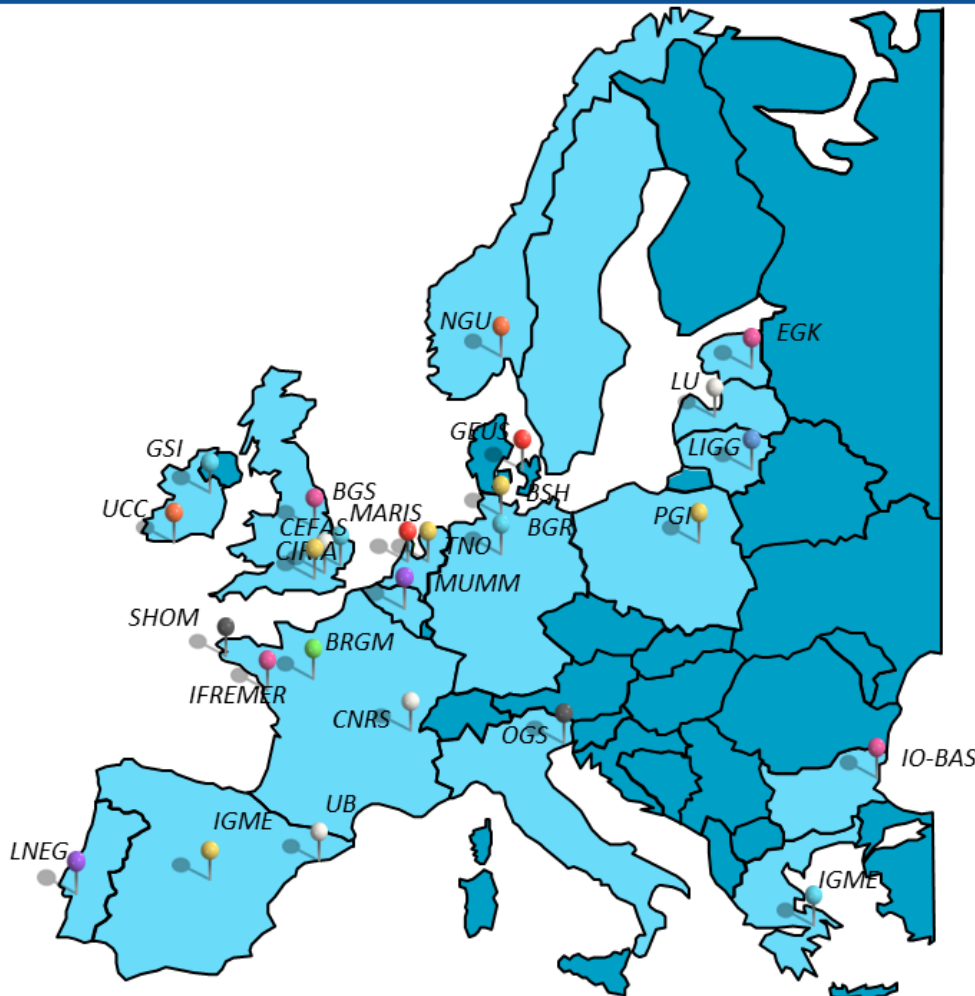 NGU
EGK
LU
GEUS
LIGG
GSI
BGS
BSH
UCC
MARIS
PGI
CEFAS
BGR
TNO
CIRIA
MUMM
SHOM
BRGM
IFREMER
CNRS
OGS
IO-BAS
UB
IGME
LNEG
IGME